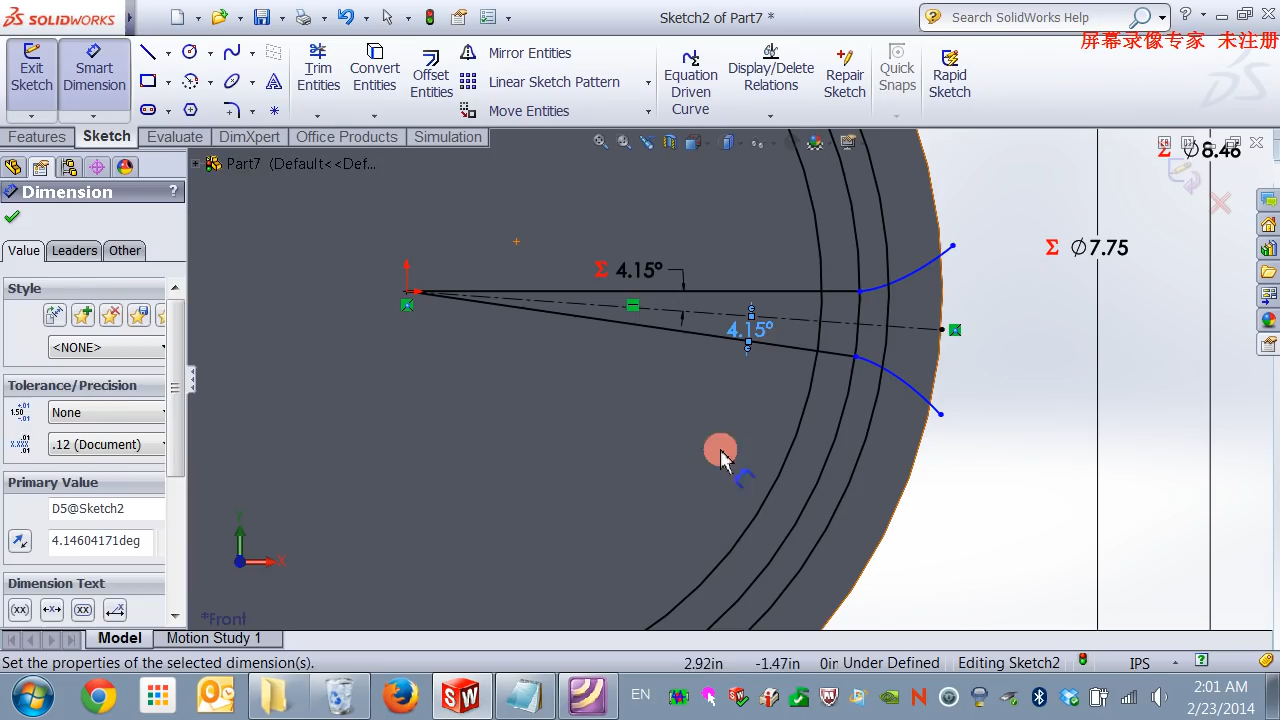 SOLIDWORKS
Sketch2 of Part7 *
Search SolidWorks Help
屏幕录像专家 未注册
Exit Sketch
Smart Dimension
Trim Entities
Convert Entities
Offset Entities
Mirror Entities
Linear Sketch Pattern
Move Entities
Equation Driven Curve
Display/Delete Relations
Repair Sketch
Quick Snaps
Rapid Sketch
Features
Sketch
Evaluate
DimXpert
Office Products
Simulation
Part7 (Default<<Def...
Dimension
?
Value
Leaders
Other
Style
<NONE>
Tolerance/Precision
None
.12 (Document)
Primary Value
D5@Sketch2
4.14604171deg
Dimension Text
Σ ∅8.46
Σ ∅7.75
Σ 4.15°
4.15°
Y
X
*Front
Model
Motion Study 1
Set the properties of the selected dimension(s).
2.92in
-1.47in
0in
Under Defined
Editing Sketch2
IPS
EN
2:01 AM
2/23/2014